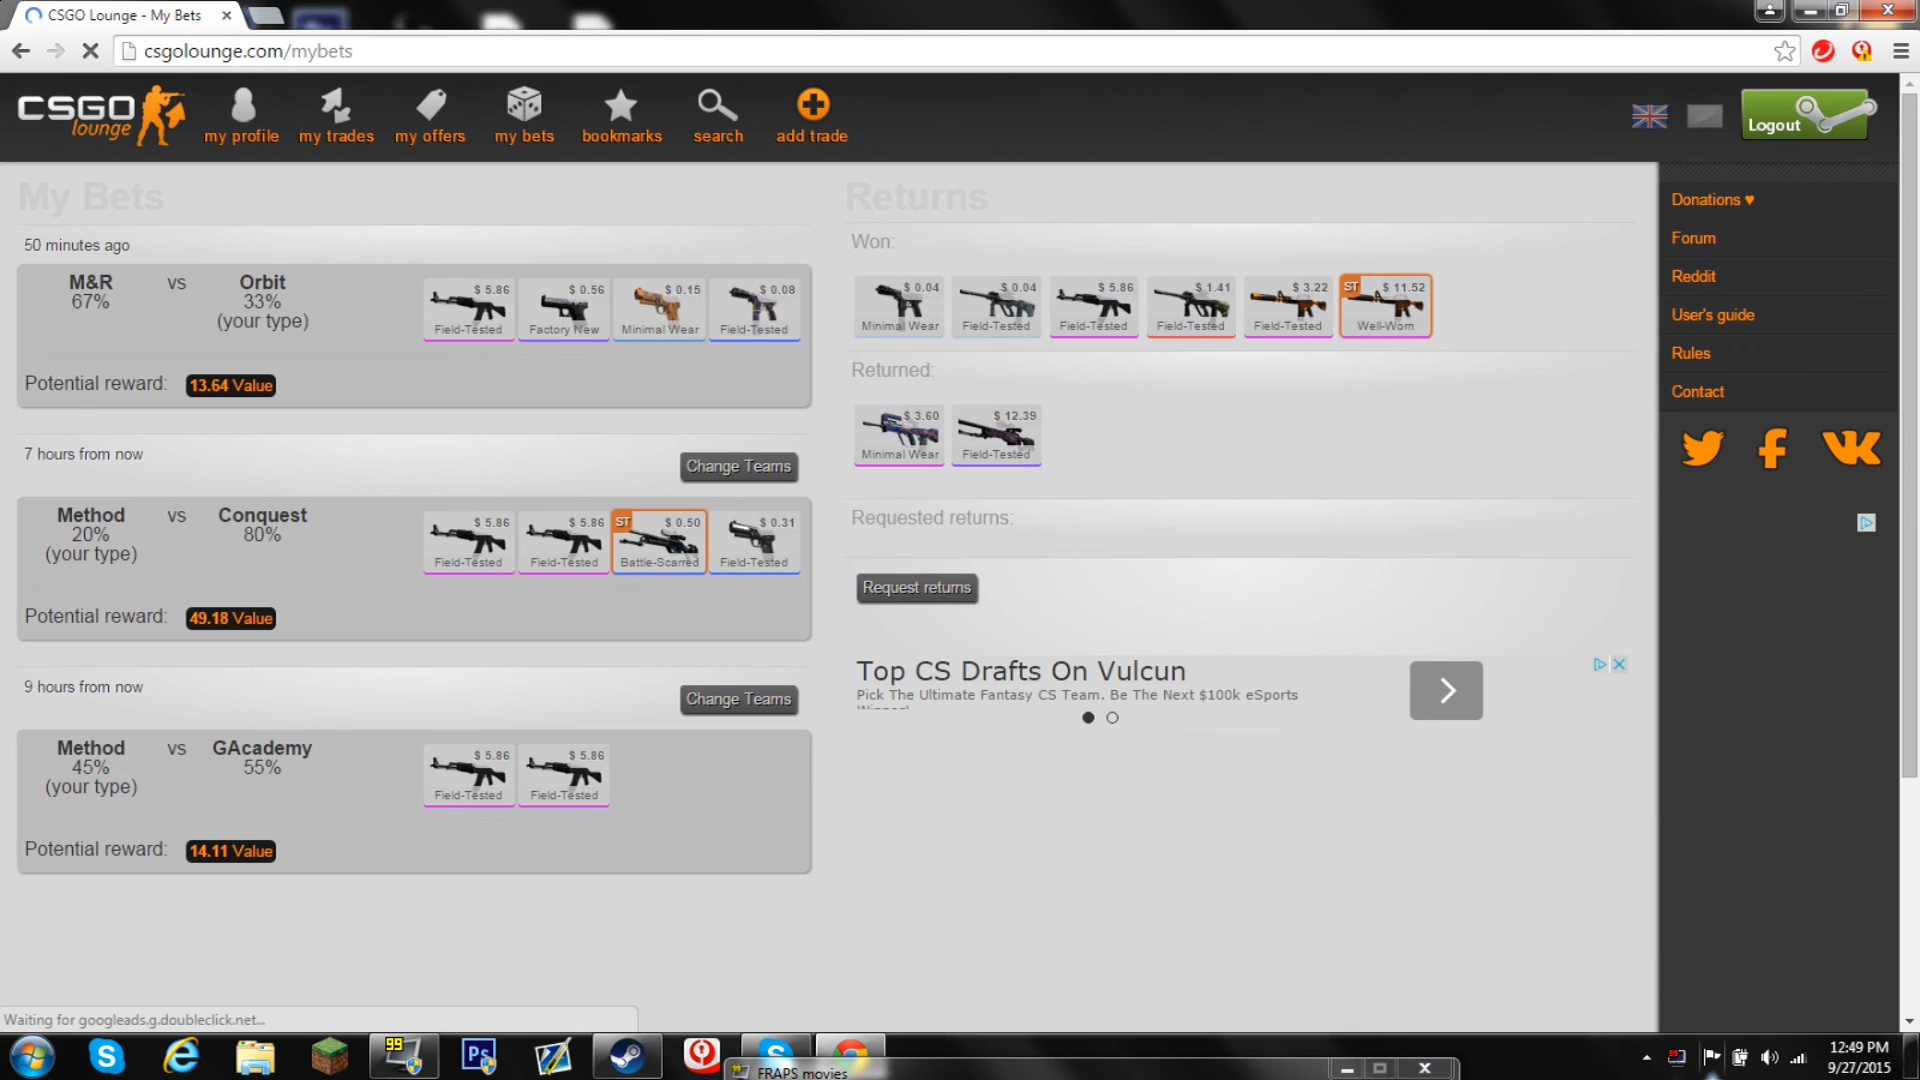 CSGO Lounge - My Bets
csgolounge.com/mybets
CSGO
lounge
my profile
my trades
my offers
my bets
bookmarks
search
add trade
Logout
My Bets
50 minutes ago
M&R vs Orbit
67% 33%
(your type)
$ 5.86 $ 0.56 $ 0.15 $ 0.08
Field-Tested Factory New Minimal Wear Field-Tested
Potential reward: 13.64 Value
7 hours from now
Change Teams
Method vs Conquest
20% 80%
(your type)
$ 5.86 $ 5.86 ST $ 0.50 $ 0.31
Field-Tested Field-Tested Battle-Scarred Field-Tested
Potential reward: 49.18 Value
9 hours from now
Change Teams
Method vs GAcademy
45% 55%
(your type)
$ 5.86 $ 5.86
Field-Tested Field-Tested
Potential reward: 14.11 Value
Returns
Won:
$ 0.04 $ 0.04 $ 5.86 $ 1.41 $ 3.22 ST $ 11.52
Minimal Wear Field-Tested Field-Tested Field-Tested Field-Tested Well-Worn
Returned:
$ 3.60 $ 12.39
Minimal Wear Field-Tested
Requested returns:
Request returns
Top CS Drafts On Vulcun
Pick The Ultimate Fantasy CS Team. Be The Next $100k eSports
Donations ♥
Forum
Reddit
User's guide
Rules
Contact
Waiting for googleads.g.doubleclick.net...
99
Ps
FRAPS movies
12:49 PM
9/27/2015